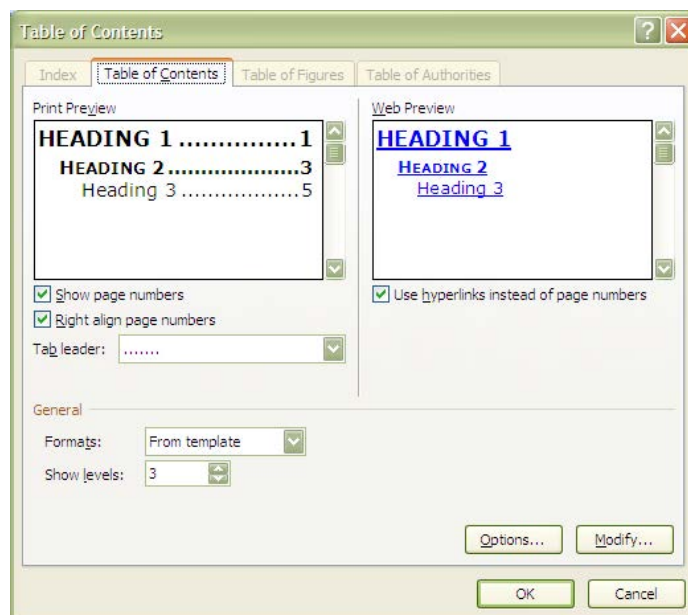 Table of Contents
Index Table of Contents Table of Figures Table of Authorities
Print Preview
HEADING 1 ...............1
HEADING 2.....................3
Heading 3 ..................5
Show page numbers
Right align page numbers
Tab leader: .......
Web Preview
HEADING 1
HEADING 2
Heading 3
Use hyperlinks instead of page numbers
General
Formats: From template
Show levels: 3
Options... Modify...
OK Cancel